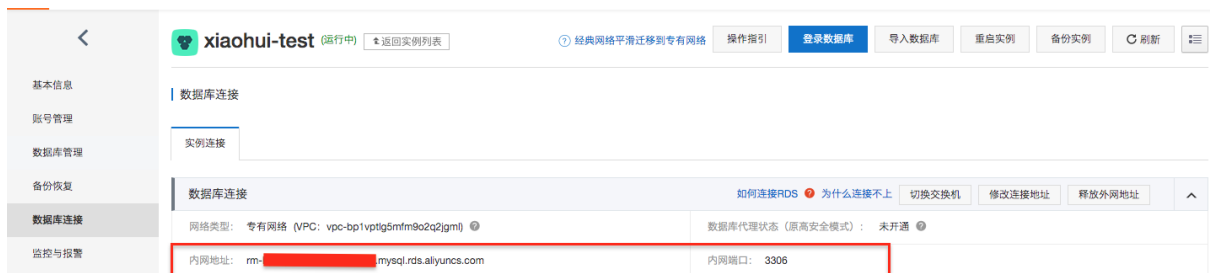 xiaohui-test (运行中) 返回实例列表 经典网络平滑迁移到专有网络 操作指引 登录数据库 导入数据库 重启实例 备份实例 刷新
基本信息
数据库连接
账号管理
实例连接
数据库管理
备份恢复
数据库连接 如何连接RDS 为什么连接不上 切换交换机 修改连接地址 释放外网地址
数据库连接
网络类型: 专有网络 (VPC: vpc-bp1vptlg5mfm9o2q2jgml) 数据库代理状态(原高安全模式): 未开通
监控与报警
内网地址: rm- .mysql.rds.aliyuncs.com 内网端口: 3306